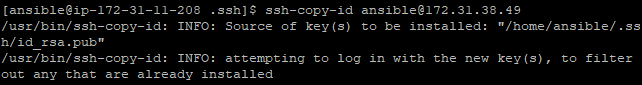 [ansible@ip-172-31-11-208 .ssh]$ ssh-copy-id ansible@172.31.38.49
/usr/bin/ssh-copy-id: INFO: Source of key(s) to be installed: "/home/ansible/.ss
h/id_rsa.pub"
/usr/bin/ssh-copy-id: INFO: attempting to log in with the new key(s), to filter
out any that are already installed